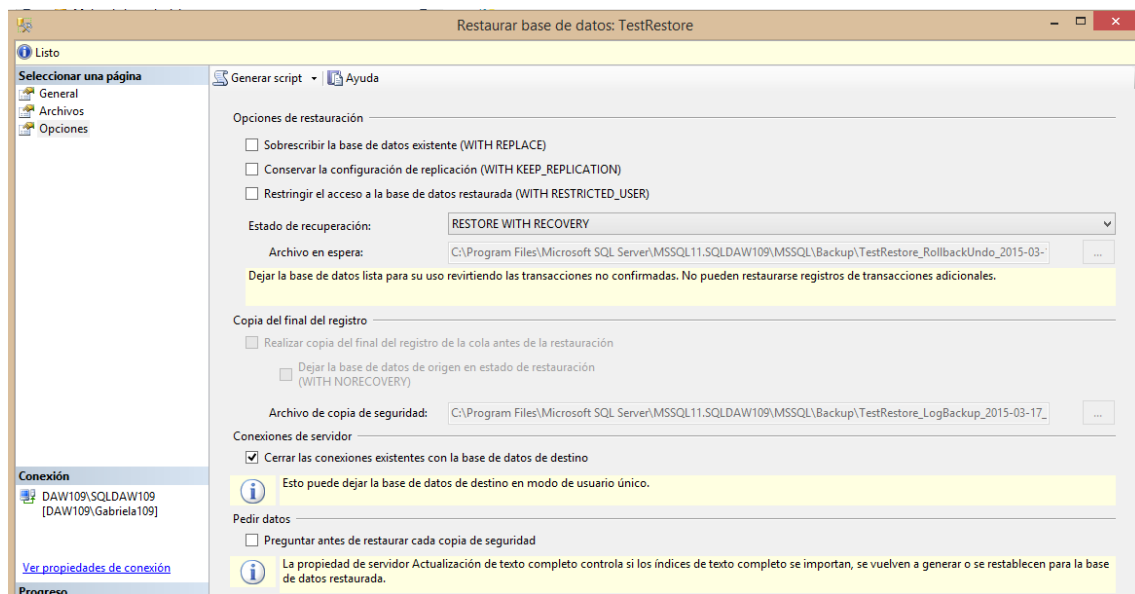 Restaurar base de datos: TestRestore
Listo
Seleccionar una página
General
Archivos
Opciones
Generar script
Ayuda
Opciones de restauración
Sobrescribir la base de datos existente (WITH REPLACE)
Conservar la configuración de replicación (WITH KEEP_REPLICATION)
Restringir el acceso a la base de datos restaurada (WITH RESTRICTED_USER)
Estado de recuperación:
RESTORE WITH RECOVERY
Archivo en espera:
C:\Program Files\Microsoft SQL Server\MSSQL11.SQLDAW109\MSSQL\Backup\TestRestore_RollbackUndo_2015-03-
...
Dejar la base de datos lista para su uso revirtiendo las transacciones no confirmadas. No pueden restaurarse registros de transacciones adicionales.
Copia del final del registro
Realizar copia del final del registro de la cola antes de la restauración
Dejar la base de datos de origen en estado de restauración
(WITH NORECOVERY)
Archivo de copia de seguridad:
C:\Program Files\Microsoft SQL Server\MSSQL11.SQLDAW109\MSSQL\Backup\TestRestore_LogBackup_2015-03-17_
...
Conexiones de servidor
Cerrar las conexiones existentes con la base de datos de destino
Esto puede dejar la base de datos de destino en modo de usuario único.
Pedir datos
Preguntar antes de restaurar cada copia de seguridad
La propiedad de servidor Actualización de texto completo controla si los índices de texto completo se importan, se vuelven a generar o se restablecen para la base
de datos restaurada.
Conexión
DAW109\SQLDAW109
[DAW109\Gabriela109]
Ver propiedades de conexión
Progreso